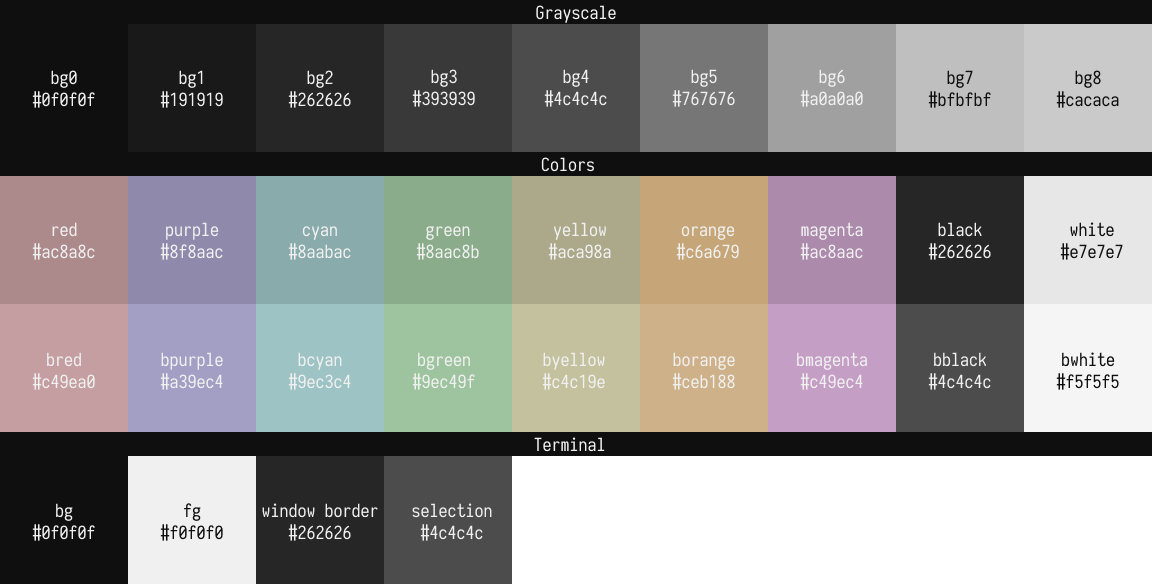 Grayscale
bg0 bg1 bg2 bg3 bg4 bg5 bg6 bg7 bg8
#0f0f0f #191919 #262626 #393939 #4c4c4c #767676 #a0a0a0 #bfbfbf #cacaca
Colors
red purple cyan green yellow orange magenta black white
#ac8a8c #8f8aac #8aabac #8aac8b #aca98a #c6a679 #ac8aac #262626 #e7e7e7
bred bpurple bcyan bgreen byellow borange bmagenta bblack bwhite
#c49ea0 #a39ec4 #9ec3c4 #9ec49f #c4c19e #ceb188 #c49ec4 #4c4c4c #f5f5f5
Terminal
bg fg window border selection
#0f0f0f #f0f0f0 #262626 #4c4c4c